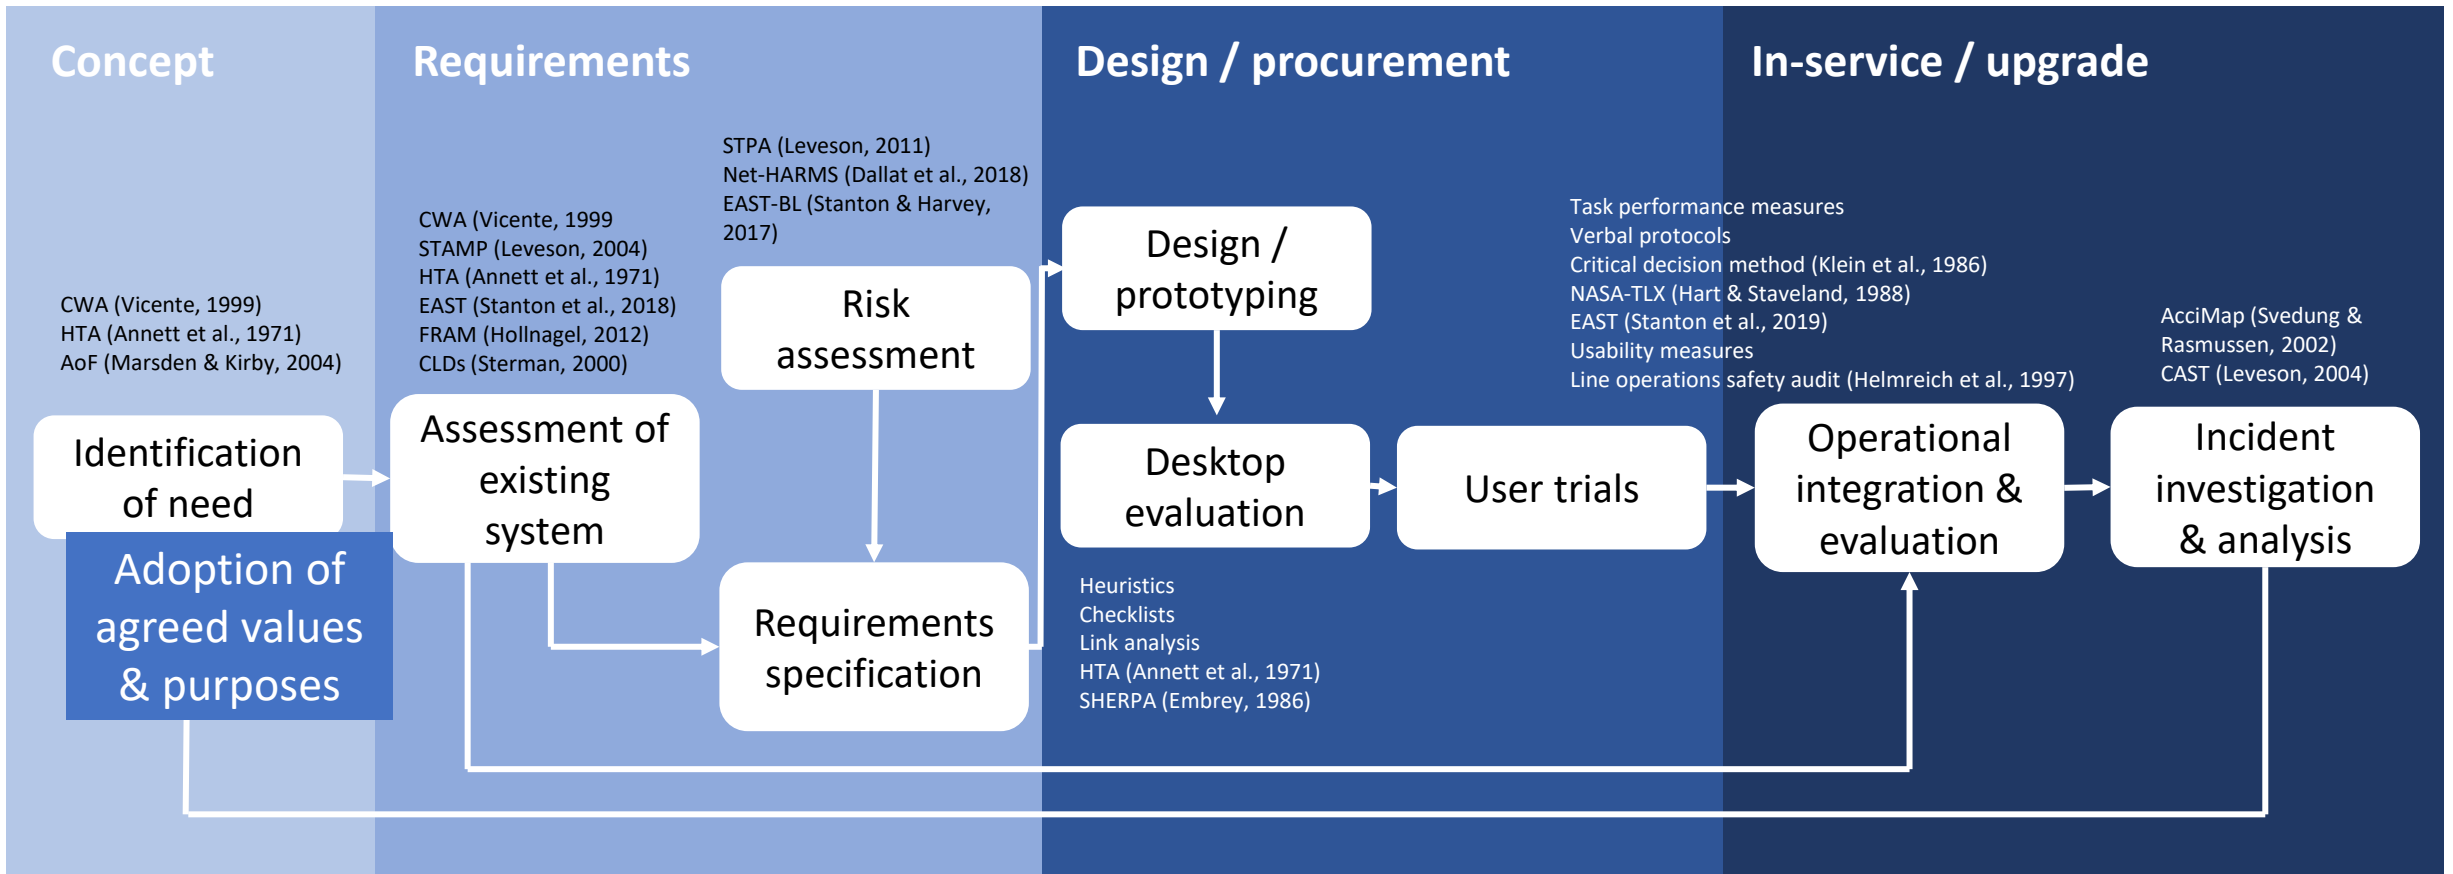 Concept
Requirements
Design / procurement
In-service / upgrade
CWA (Vicente, 1999)
HTA (Annett et al., 1971)
AoF (Marsden & Kirby, 2004)
Identification
of need
Adoption of
agreed values
& purposes
CWA (Vicente, 1999
STAMP (Leveson, 2004)
HTA (Annett et al., 1971)
EAST (Stanton et al., 2018)
FRAM (Hollnagel, 2012)
CLDs (Sterman, 2000)
Assessment of
existing
system
STPA (Leveson, 2011)
Net-HARMS (Dallat et al., 2018)
EAST-BL (Stanton & Harvey,
2017)
Risk
assessment
Requirements
specification
Design /
prototyping
Desktop
evaluation
Heuristics
Checklists
Link analysis
HTA (Annett et al., 1971)
SHERPA (Embrey, 1986)
User trials
Task performance measures
Verbal protocols
Critical decision method (Klein et al., 1986)
NASA-TLX (Hart & Staveland, 1988)
EAST (Stanton et al., 2019)
Usability measures
Line operations safety audit (Helmreich et al., 1997)
Operational
integration &
evaluation
AcciMap (Svedung &
Rasmussen, 2002)
CAST (Leveson, 2004)
Incident
investigation
& analysis